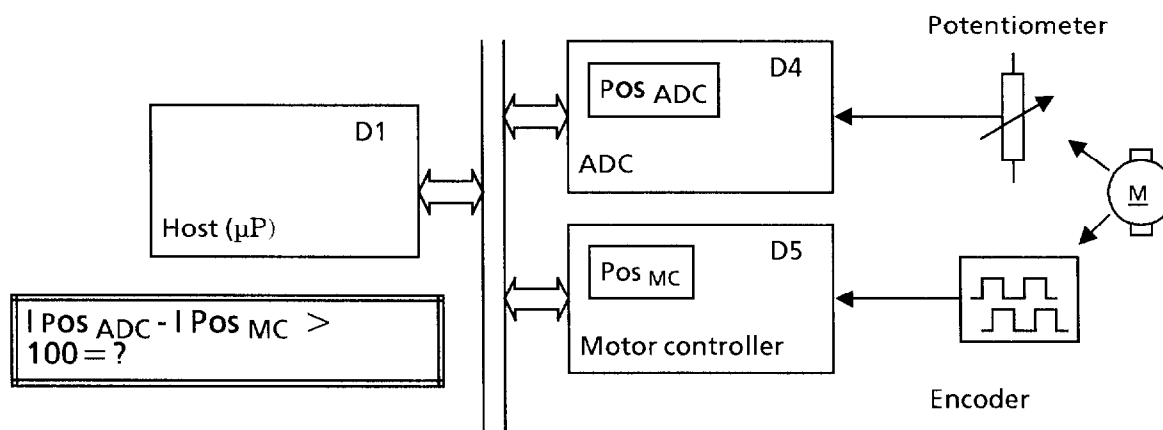 Potentiometer
D4
Pos ADC
ADC
D1
Host (µP)
M
D5
Pos MC
Motor controller
I Pos ADC - I Pos MC >
100 = ?
Encoder